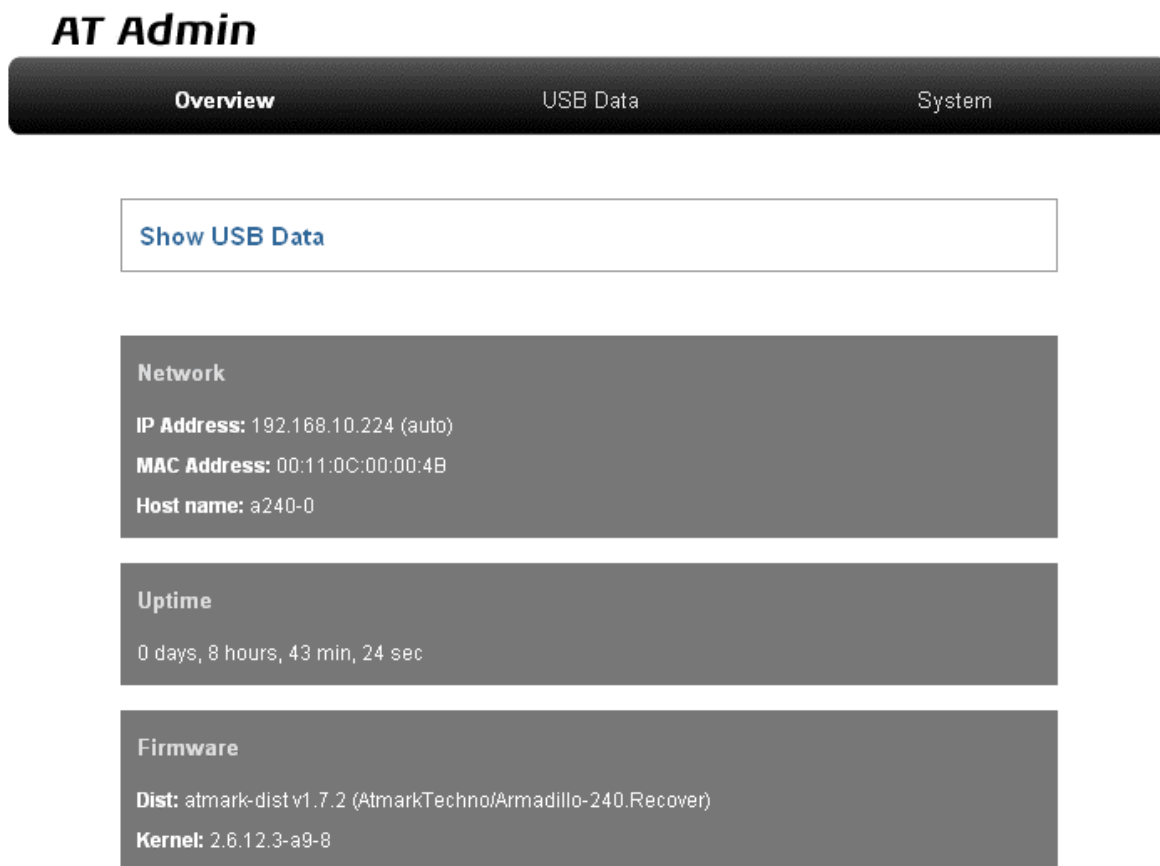 AT Admin
Overview USB Data System
Show USB Data
Network
IP Address: 192.168.10.224 (auto)
MAC Address: 00:11:0C:00:00:4B
Host name: a240-0
Uptime
0 days, 8 hours, 43 min, 24 sec
Firmware
Dist: atmark-dist v1.7.2 (AtmarkTechno/Armadillo-240.Recover)
Kernel: 2.6.12.3-a9-8